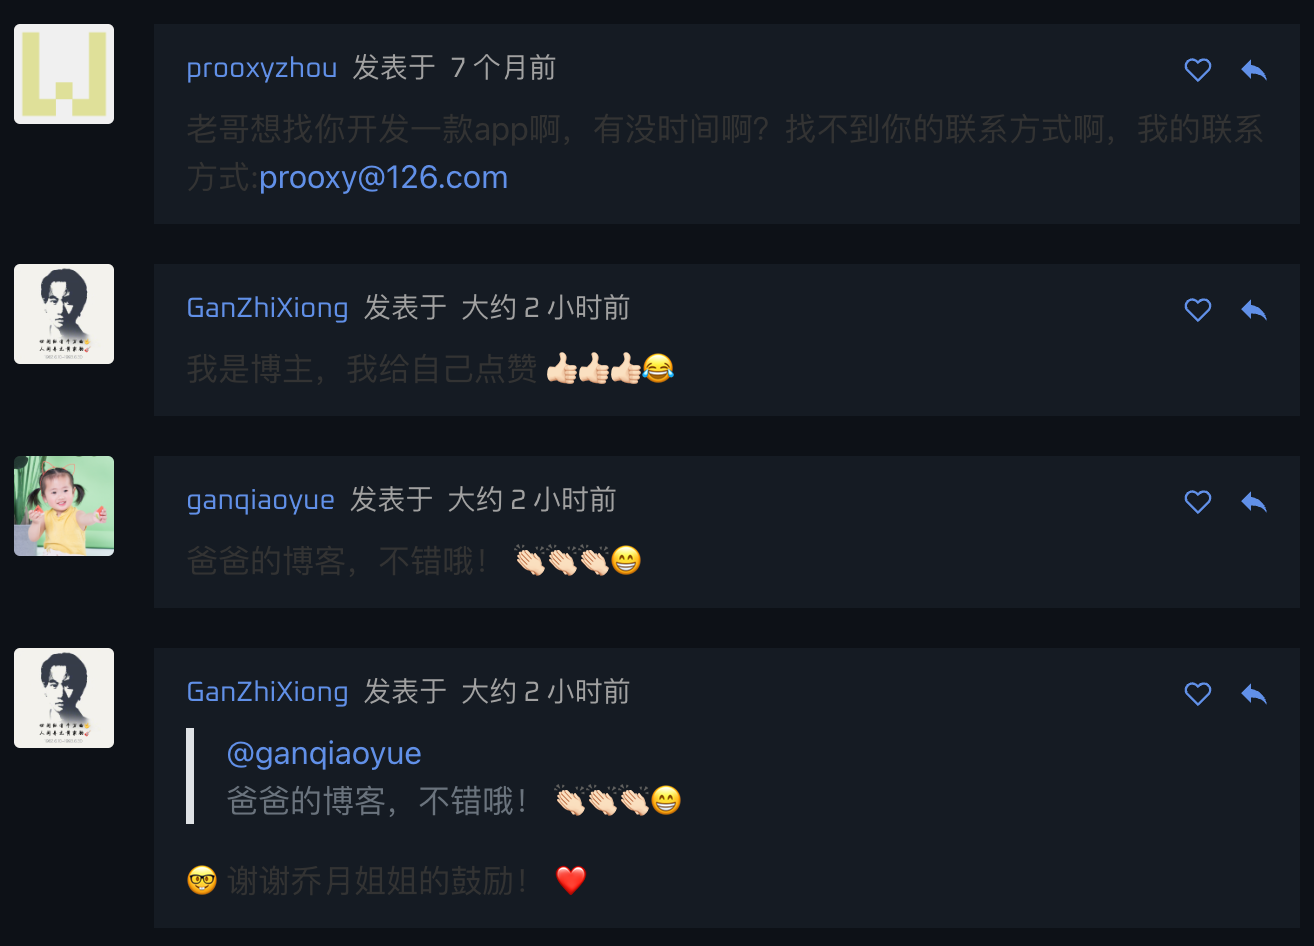 prooxyzhou 发表于 7 个月前
老哥想找你开发一款app啊，有没时间啊？找不到你的联系方式啊，我的联系
方式:prooxy@126.com
GanZhiXiong 发表于 大约 2 小时前
我是博主，我给自己点赞 👍🏻👍🏻👍🏻😂
ganqiaoyue 发表于 大约 2 小时前
爸爸的博客，不错哦！ 👏🏻👏🏻👏🏻😁
GanZhiXiong 发表于 大约 2 小时前
@ganqiaoyue
爸爸的博客，不错哦！ 👏🏻👏🏻👏🏻😁
🤓 谢谢乔月姐姐的鼓励！ ❤️